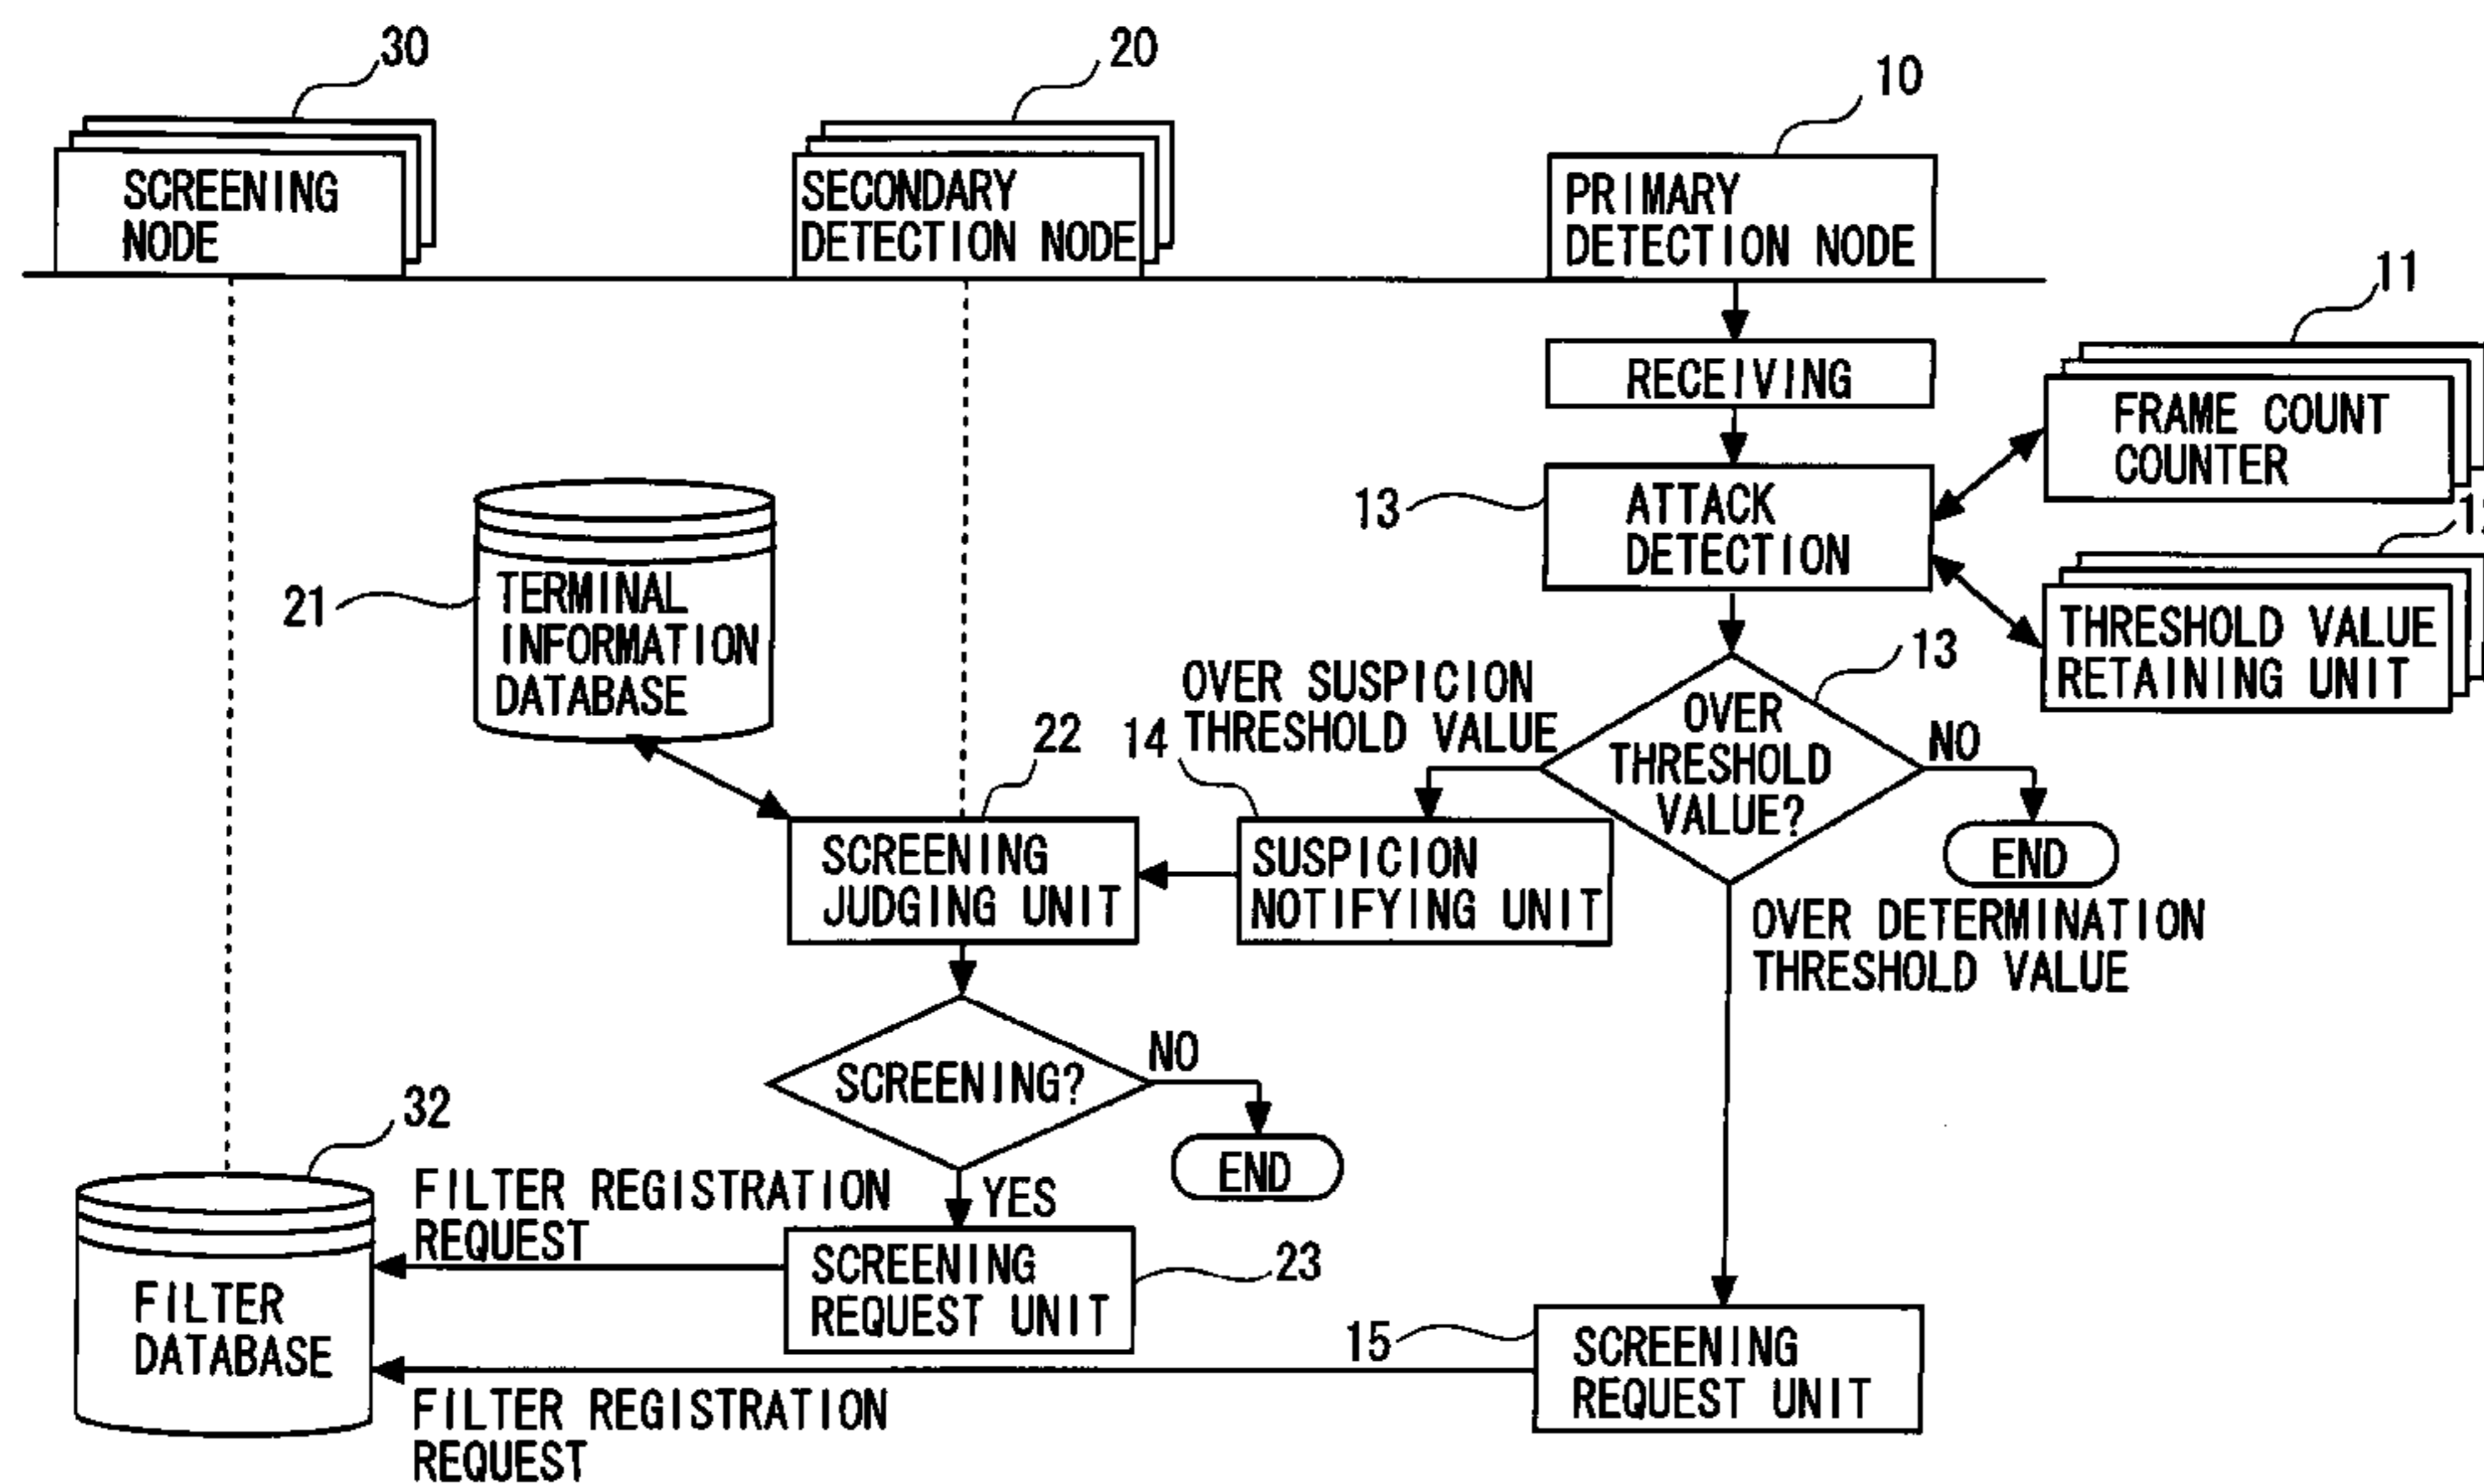 30
20
10
SCREENING
NODE
SECONDARY
DETECTION NODE
PRIMARY
DETECTION NODE
11
RECEIVING
FRAME COUNT
COUNTER
13
ATTACK
DETECTION
21
TERMINAL
INFORMATION
DATABASE
THRESHOLD VALUE
RETAINING UNIT
13
OVER SUSPICION
THRESHOLD VALUE
OVER
THRESHOLD
VALUE?
NO
22
14
END
SCREENING
JUDGING UNIT
SUSPICION
NOTIFYING UNIT
OVER DETERMINATION
THRESHOLD VALUE
SCREENING?
NO
END
32
YES
FILTER REGISTRATION
REQUEST
SCREENING
REQUEST UNIT
23
FILTER
DATABASE
15
SCREENING
REQUEST UNIT
FILTER REGISTRATION
REQUEST